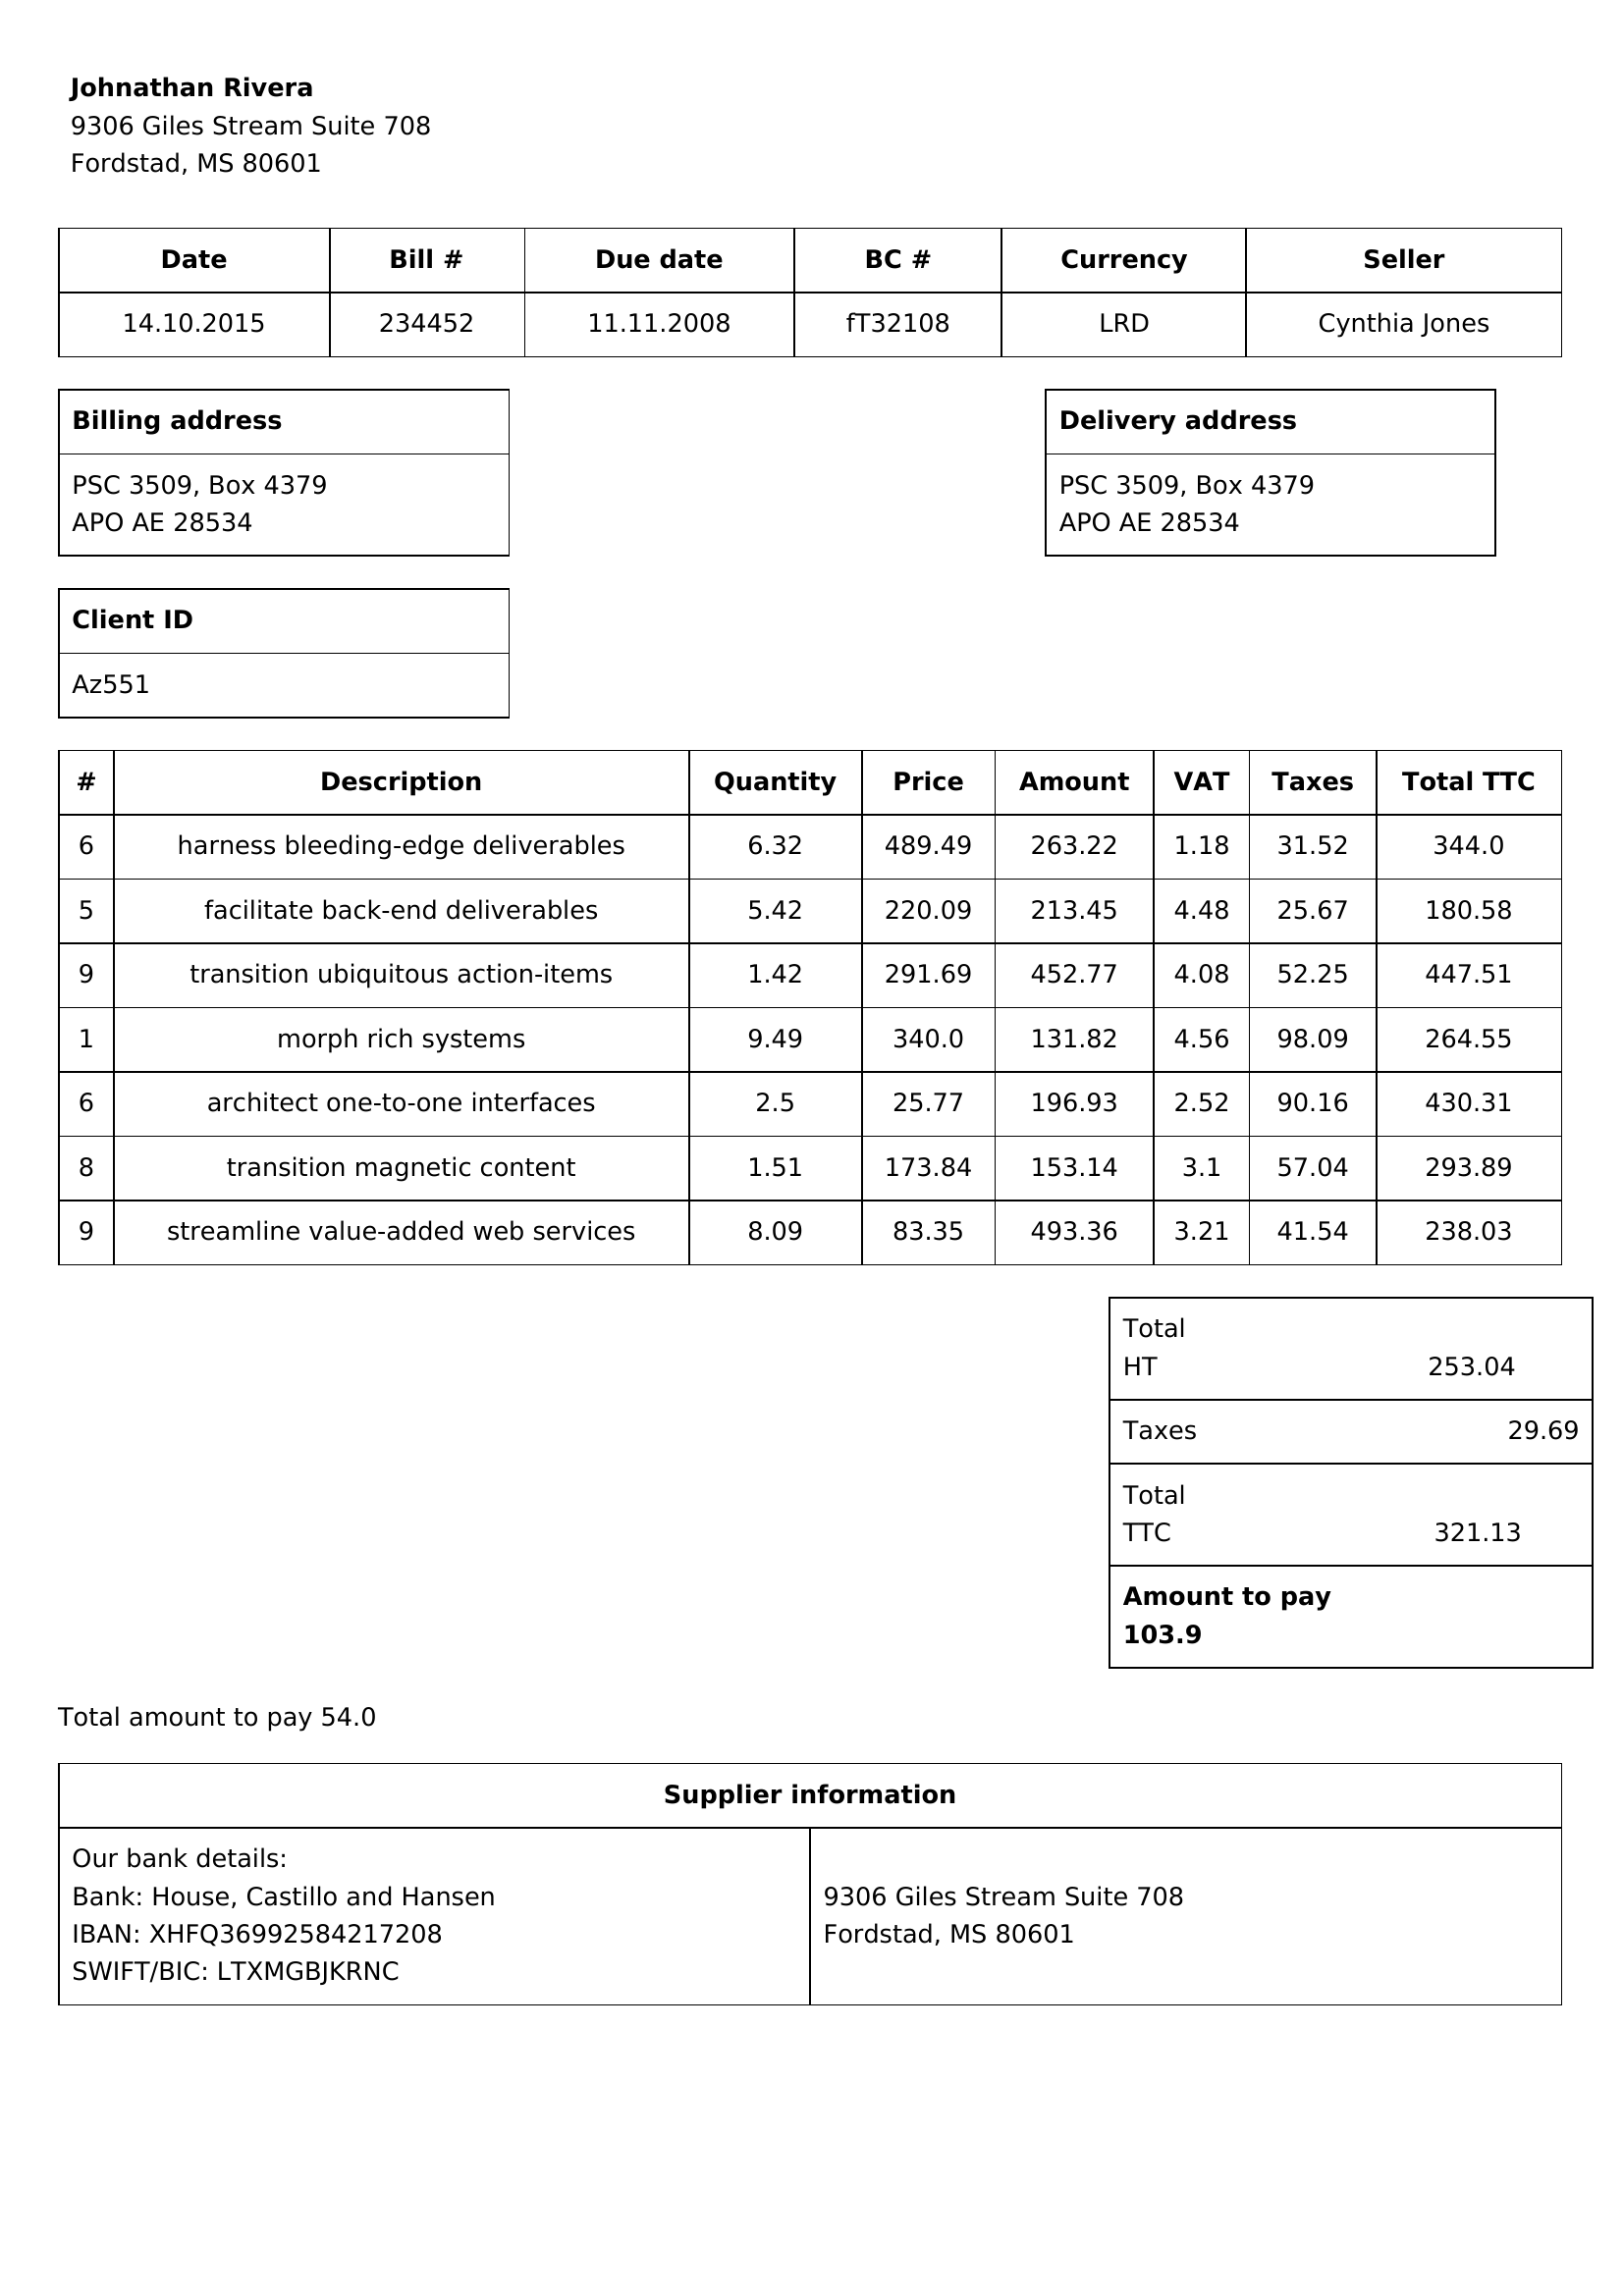 Johnathan Rivera
9306 Giles Stream Suite 708
Fordstad, MS 80601
Date Bill # Due date BC # Currency Seller
14.10.2015 234452 11.11.2008 fT32108 LRD Cynthia Jones
Billing address
PSC 3509, Box 4379
APO AE 28534
Delivery address
PSC 3509, Box 4379
APO AE 28534
Client ID
Az551
# Description Quantity Price Amount VAT Taxes Total TTC
6 harness bleeding-edge deliverables 6.32 489.49 263.22 1.18 31.52 344.0
5 facilitate back-end deliverables 5.42 220.09 213.45 4.48 25.67 180.58
9 transition ubiquitous action-items 1.42 291.69 452.77 4.08 52.25 447.51
1 morph rich systems 9.49 340.0 131.82 4.56 98.09 264.55
6 architect one-to-one interfaces 2.5 25.77 196.93 2.52 90.16 430.31
8 transition magnetic content 1.51 173.84 153.14 3.1 57.04 293.89
9 streamline value-added web services 8.09 83.35 493.36 3.21 41.54 238.03
Total
HT 253.04
Taxes 29.69
Total
TTC 321.13
Amount to pay
103.9
Total amount to pay 54.0
Supplier information
Our bank details:
Bank: House, Castillo and Hansen
IBAN: XHFQ36992584217208
SWIFT/BIC: LTXMGBJKRNC
9306 Giles Stream Suite 708
Fordstad, MS 80601